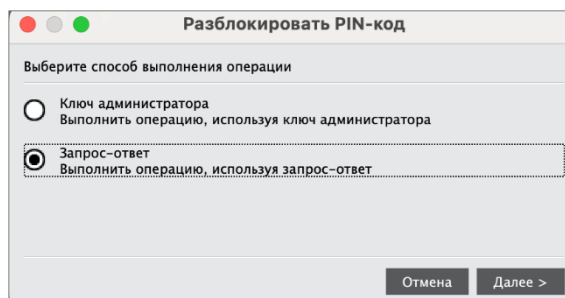 Разблокировать PIN-код
Выберите способ выполнения операции
Ключ администратора
Выполнить операцию, используя ключ администратора
Запрос-ответ
Выполнить операцию, используя запрос-ответ
Отмена
Далее >